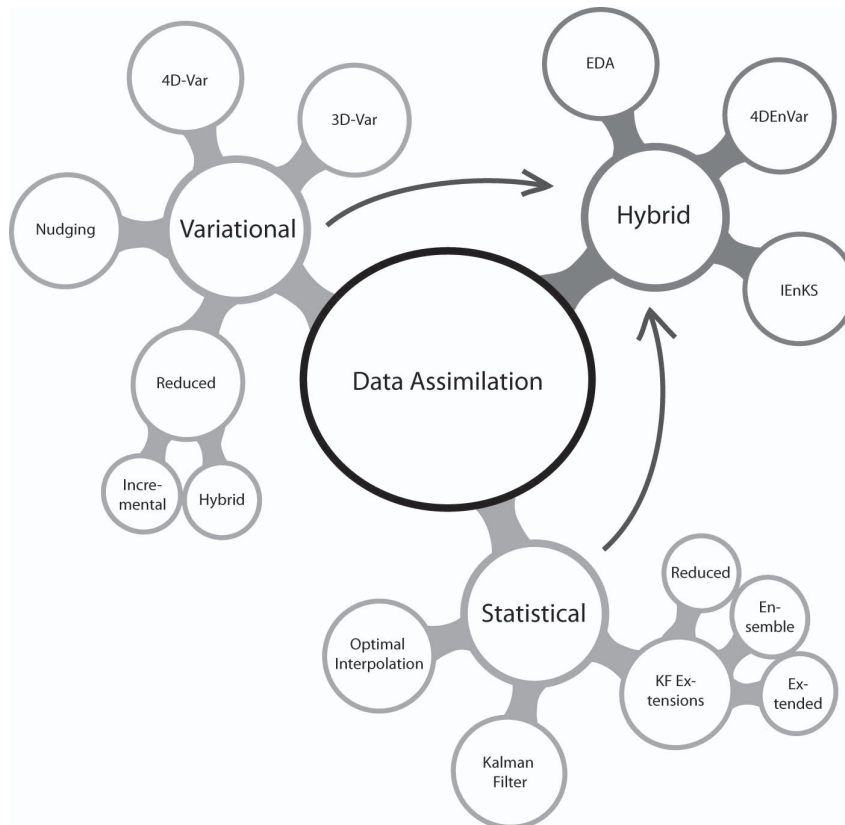 4D-Var
3D-Var
Nudging
Variational
Reduced
Incre-
mental
Hybrid
EDA
4DEnVar
Hybrid
IEnKS
Data Assimilation
Statistical
Optimal
Interpolation
Kalman
Filter
KF Ex-
tensions
Reduced
En-
semble
Ex-
tended